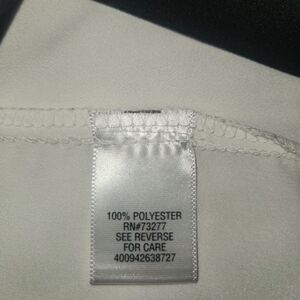 100% POLYESTER
RN#73277
SEE REVERSE
FOR CARE
400942638727